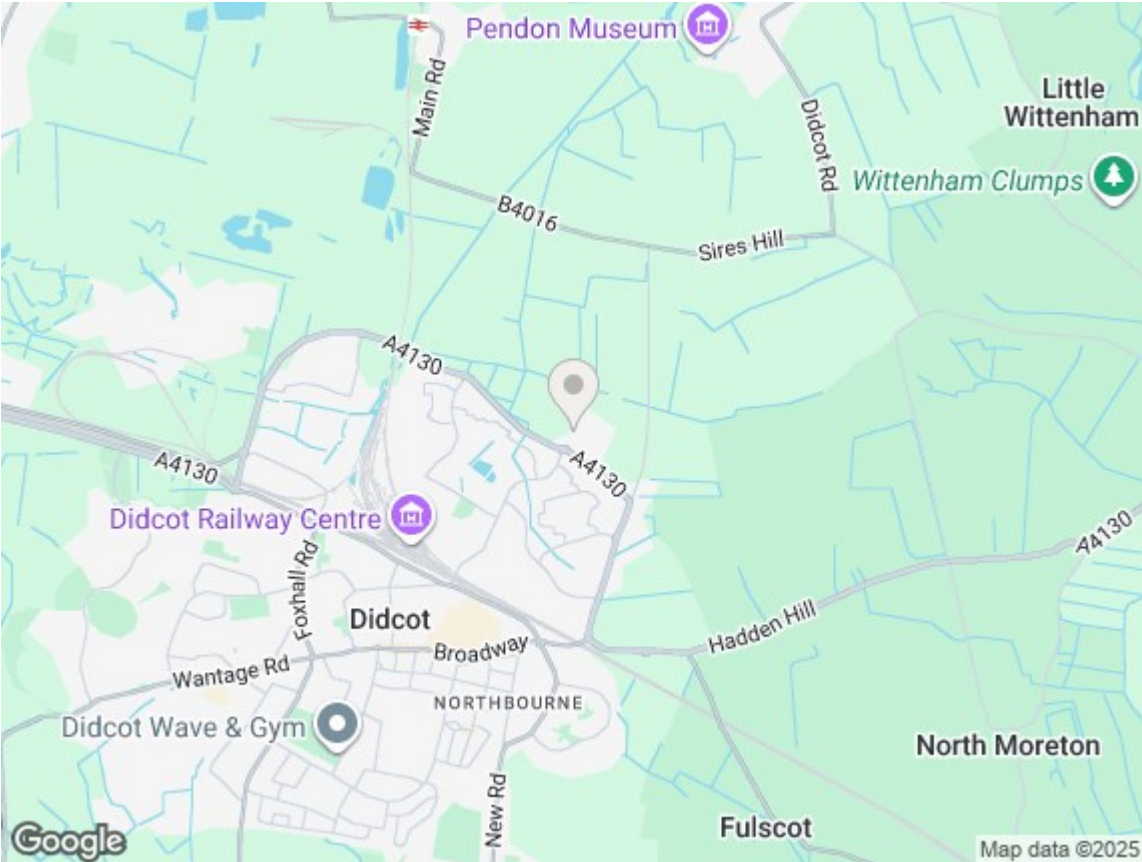 Pendon Museum
Main Rd
Didcot Rd
Little
Wittenham
Wittenham Clumps
B4016
Sires Hill
A4130
A4130
A4130
Didcot Railway Centre
A4130
Foxhall Rd
Didcot
Hadden Hill
Broadway
Wantage Rd
NORTHBOURNE
Didcot Wave & Gym
North Moreton
New Rd
Fulscot
Google
Map data ©2025